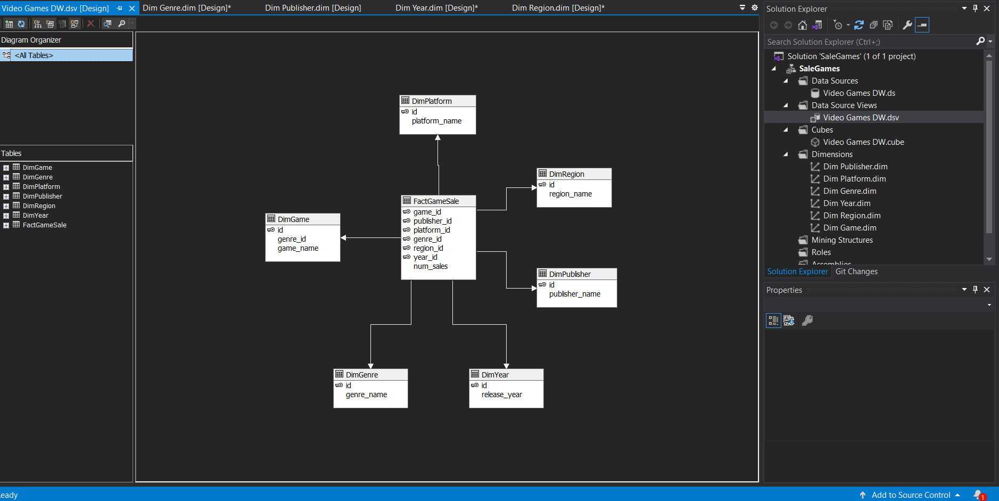 Video Games DW.dsv [Design]
Dim Genre.dim [Design]*
Dim Publisher.dim [Design]
Dim Year.dim [Design]*
Dim Region.dim [Design]*
Diagram Organizer
<All Tables>
Tables
DimGame
DimGenre
DimPlatform
DimPublisher
DimRegion
DimYear
FactGameSale
DimPlatform
id
platform_name
DimRegion
id
region_name
FactGameSale
game_id
publisher_id
platform_id
genre_id
region_id
year_id
num_sales
DimGame
id
genre_id
game_name
DimPublisher
id
publisher_name
DimGenre
id
genre_name
DimYear
id
release_year
Solution Explorer
Search Solution Explorer (Ctrl+;)
Solution 'SaleGames' (1 of 1 project)
SaleGames
Data Sources
Video Games DW.ds
Data Source Views
Video Games DW.dsv
Cubes
Video Games DW.cube
Dimensions
Dim Publisher.dim
Dim Platform.dim
Dim Genre.dim
Dim Year.dim
Dim Region.dim
Dim Game.dim
Mining Structures
Roles
Assemblies
Solution Explorer
Git Changes
Properties
eady
Add to Source Control
1